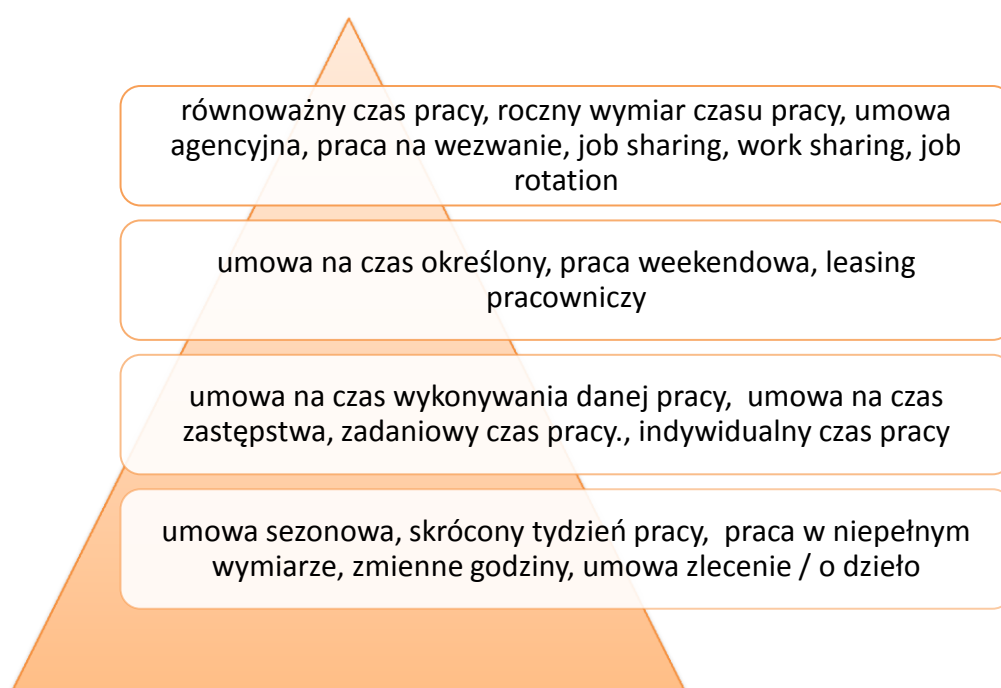 równoważny czas pracy, roczny wymiar czasu pracy, umowa
agencyjna, praca na wezwanie, job sharing, work sharing, job
rotation
umowa na czas określony, praca weekendowa, leasing
pracowniczy
umowa na czas wykonywania danej pracy,  umowa na czas
zastępstwa, zadaniowy czas pracy., indywidualny czas pracy
umowa sezonowa, skrócony tydzień pracy,  praca w niepełnym
wymiarze, zmienne godziny, umowa zlecenie / o dzieło